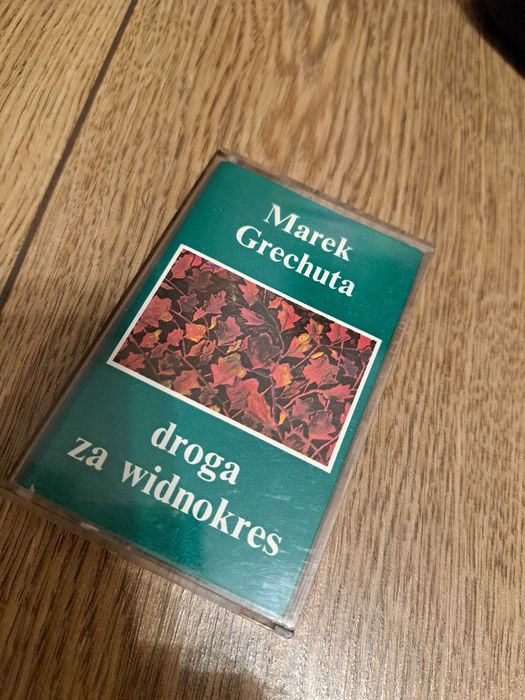 Marek
Grechuta
droga
za widnokres